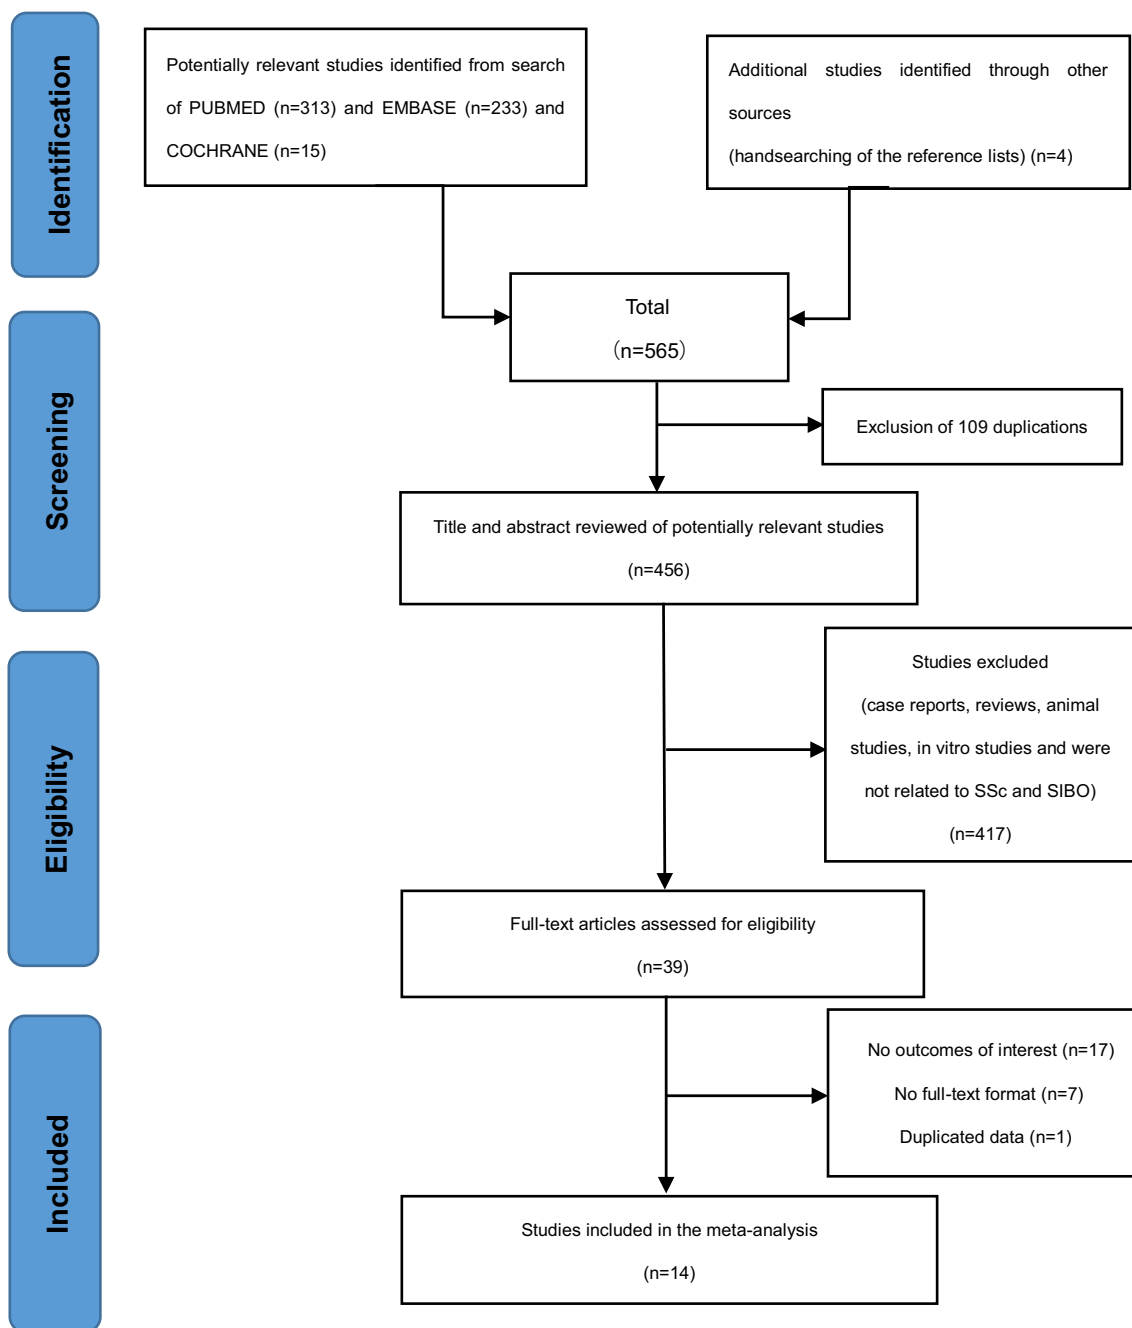 Identification
Potentially relevant studies identified from search
of PUBMED (n=313) and EMBASE (n=233) and
COCHRANE (n=15)
Additional studies identified through other
sources
(handsearching of the reference lists) (n=4)
Total
（n=565）
Screening
Exclusion of 109 duplications
Title and abstract reviewed of potentially relevant studies
(n=456)
Eligibility
Studies excluded
(case reports, reviews, animal
studies, in vitro studies and were
not related to SSc and SIBO)
(n=417)
Full-text articles assessed for eligibility
(n=39)
Included
No outcomes of interest (n=17)
No full-text format (n=7)
Duplicated data (n=1)
Studies included in the meta-analysis
(n=14)